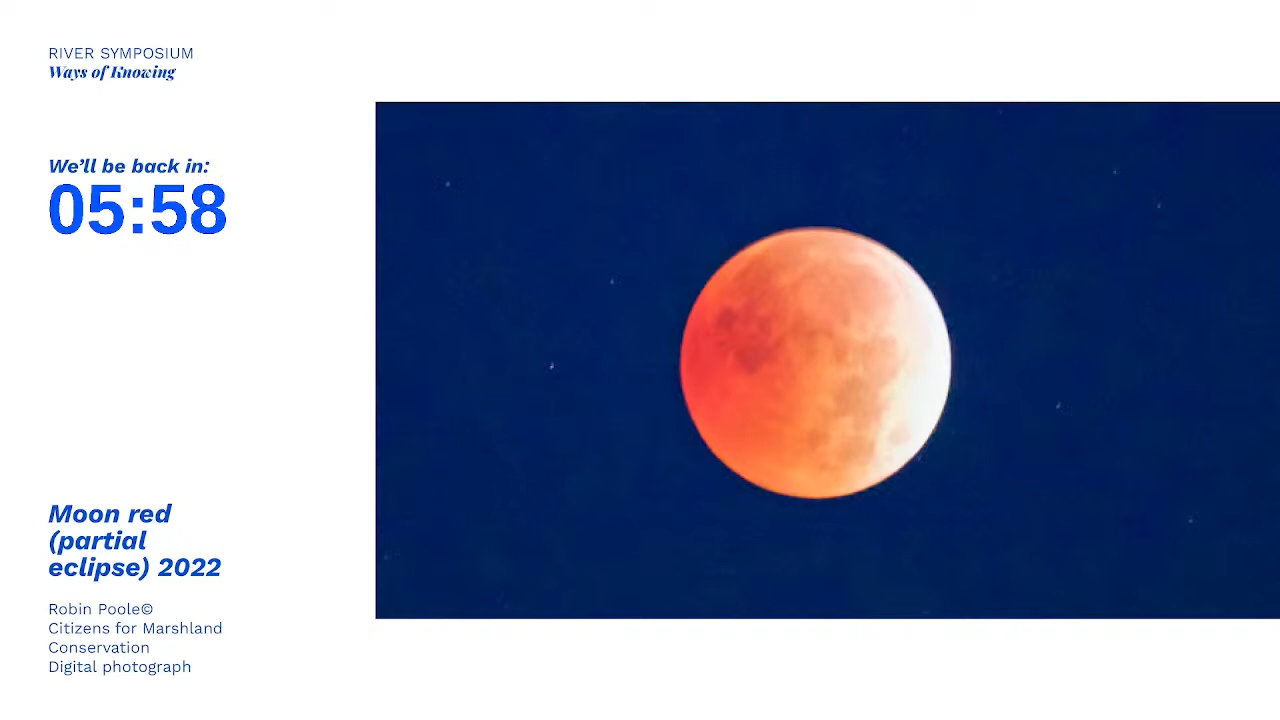 RIVER SYMPOSIUM
Ways of Knowing
We’ll be back in:
05:58
Moon red
(partial
eclipse) 2022
Robin Poole©
Citizens for Marshland
Conservation
Digital photograph